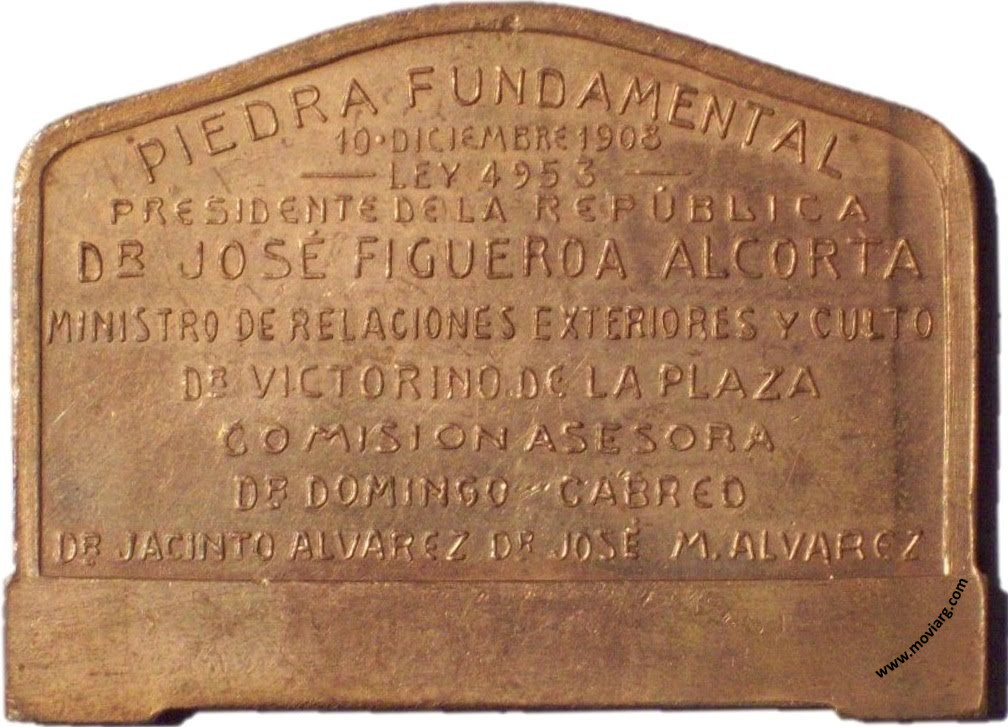 PIEDRA FUNDAMENTAL
10·DICIEMBRE 1908
LEY 4953
PRESIDENTE DE LA REPÚBLICA
DR JOSÉ FIGUEROA ALCORTA
MINISTRO DE RELACIONES EXTERIORES Y CULTO
DR VICTORINO DE LA PLAZA
COMISION ASESORA
DR DOMINGO CABRED
DR JACINTO ALVAREZ DR JOSÉ M. ALVAREZ
www.moviarg.com